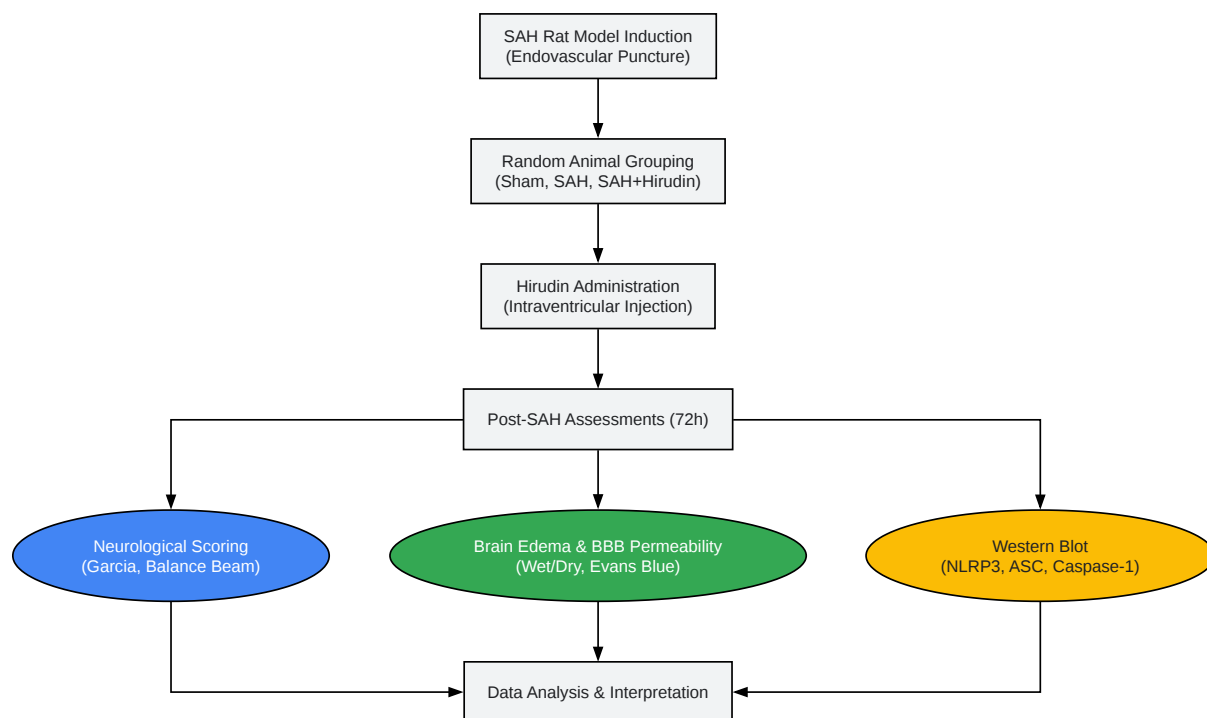 SAH Rat Model Induction
(Endovascular Puncture)
Random Animal Grouping
(Sham, SAH, SAH+Hirudin)
Hirudin Administration
(Intraventricular Injection)
Post-SAH Assessments (72h)
Neurological Scoring
(Garcia, Balance Beam)
Brain Edema & BBB Permeability
(Wet/Dry, Evans Blue)
Western Blot
(NLRP3, ASC, Caspase-1)
Data Analysis & Interpretation